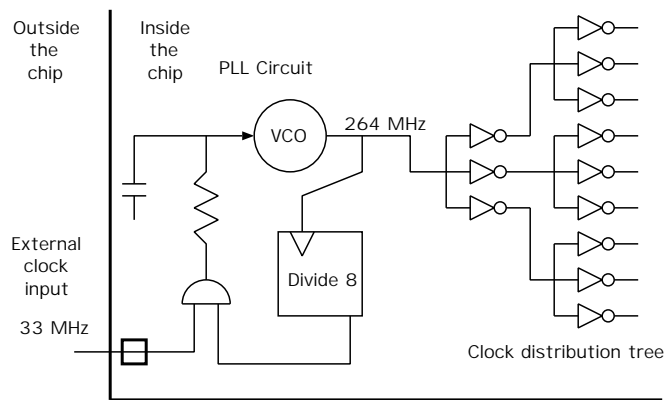 Outside
the
chip
Inside
the
chip
PLL Circuit
VCO
264 MHz
Divide 8
External
clock
input
33 MHz
Clock distribution tree